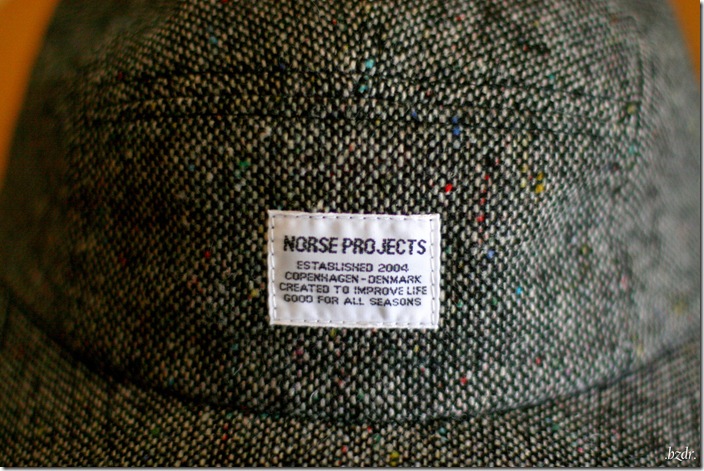 NORSE PROJECTS
ESTABLISHED 2004
COPENHAGEN - DENMARK
CREATED TO IMPROVE LIFE
GOOD FOR ALL SEASONS
.bzdr.